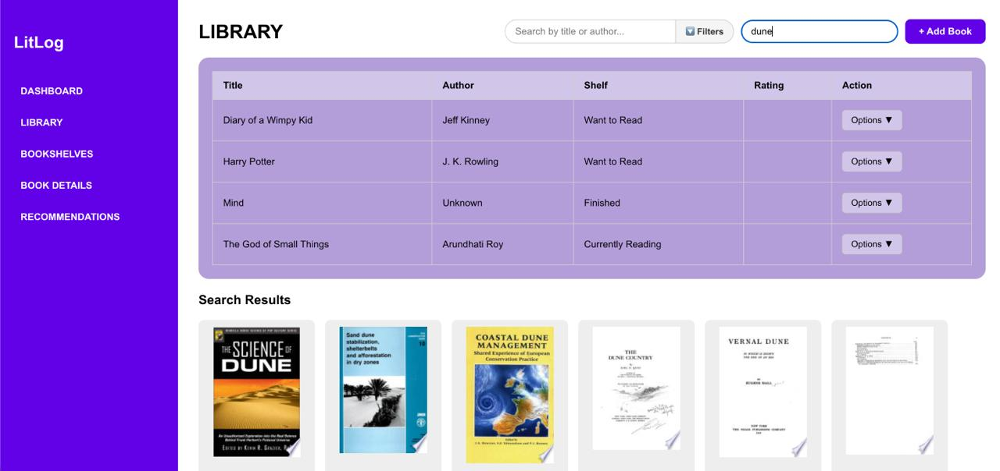 LitLog
DASHBOARD
LIBRARY
BOOKSHELVES
BOOK DETAILS
RECOMMENDATIONS
LIBRARY
Search by title or author...
Filters
dune
+ Add Book
Title Author Shelf Rating Action
Diary of a Wimpy Kid Jeff Kinney Want to Read Options ▼
Harry Potter J. K. Rowling Want to Read Options ▼
Mind Unknown Finished Options ▼
The God of Small Things Arundhati Roy Currently Reading Options ▼
Search Results
THE SCIENCE OF
DUNE
An Unauthorized Exploration into the Real Science
Behind Frank Herbert's Fictional Universe
EDITED BY KEVIN R. GRAZIER,
Sand dune
stabilization,
shelterbelts
and afforestation
in dry zones
10
COASTAL DUNE
MANAGEMENT
Shared Experience of European
Conservation Practice
Edited by
THE
DUNE COUNTRY
VERNAL DUNE
BY
EUGENE HALL
NEW YORK